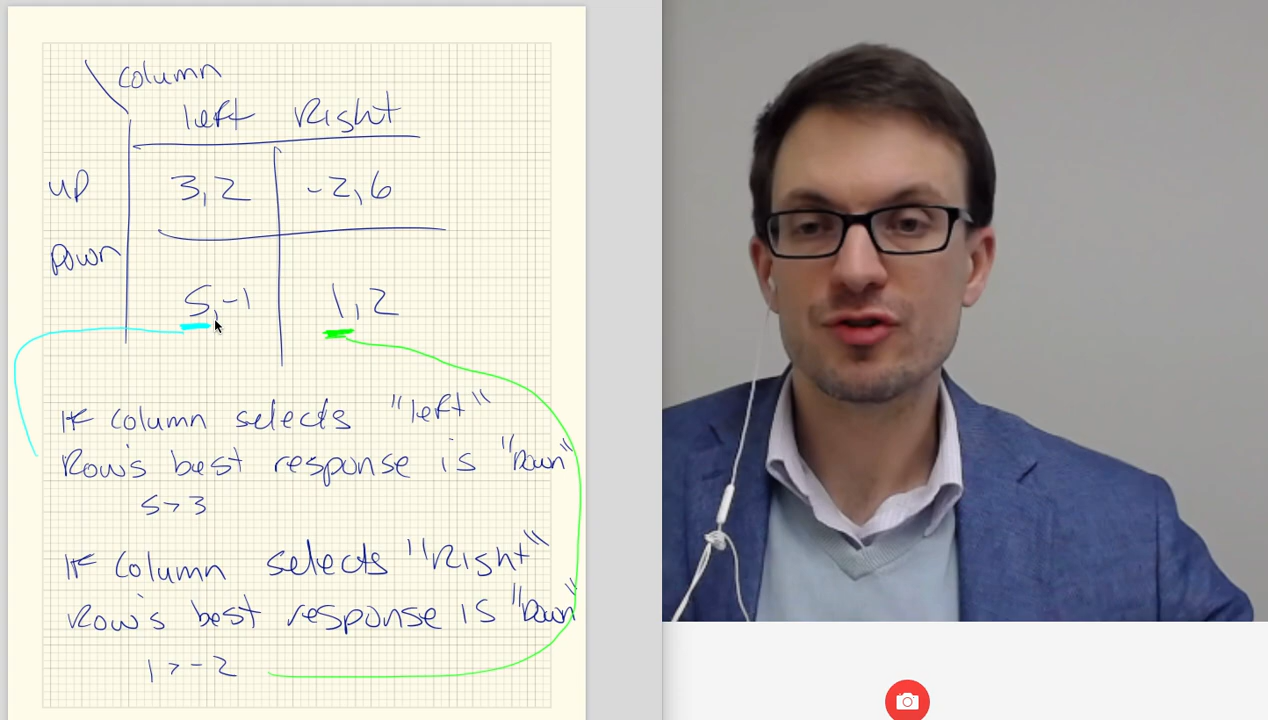 column
left Right
up 3,2 -2,6
Down
5,-1 1,2
If column selects "left"
Row's best response is "Down"
5 > 3
If column selects "Right"
Row's best response is "Down"
1 > -2